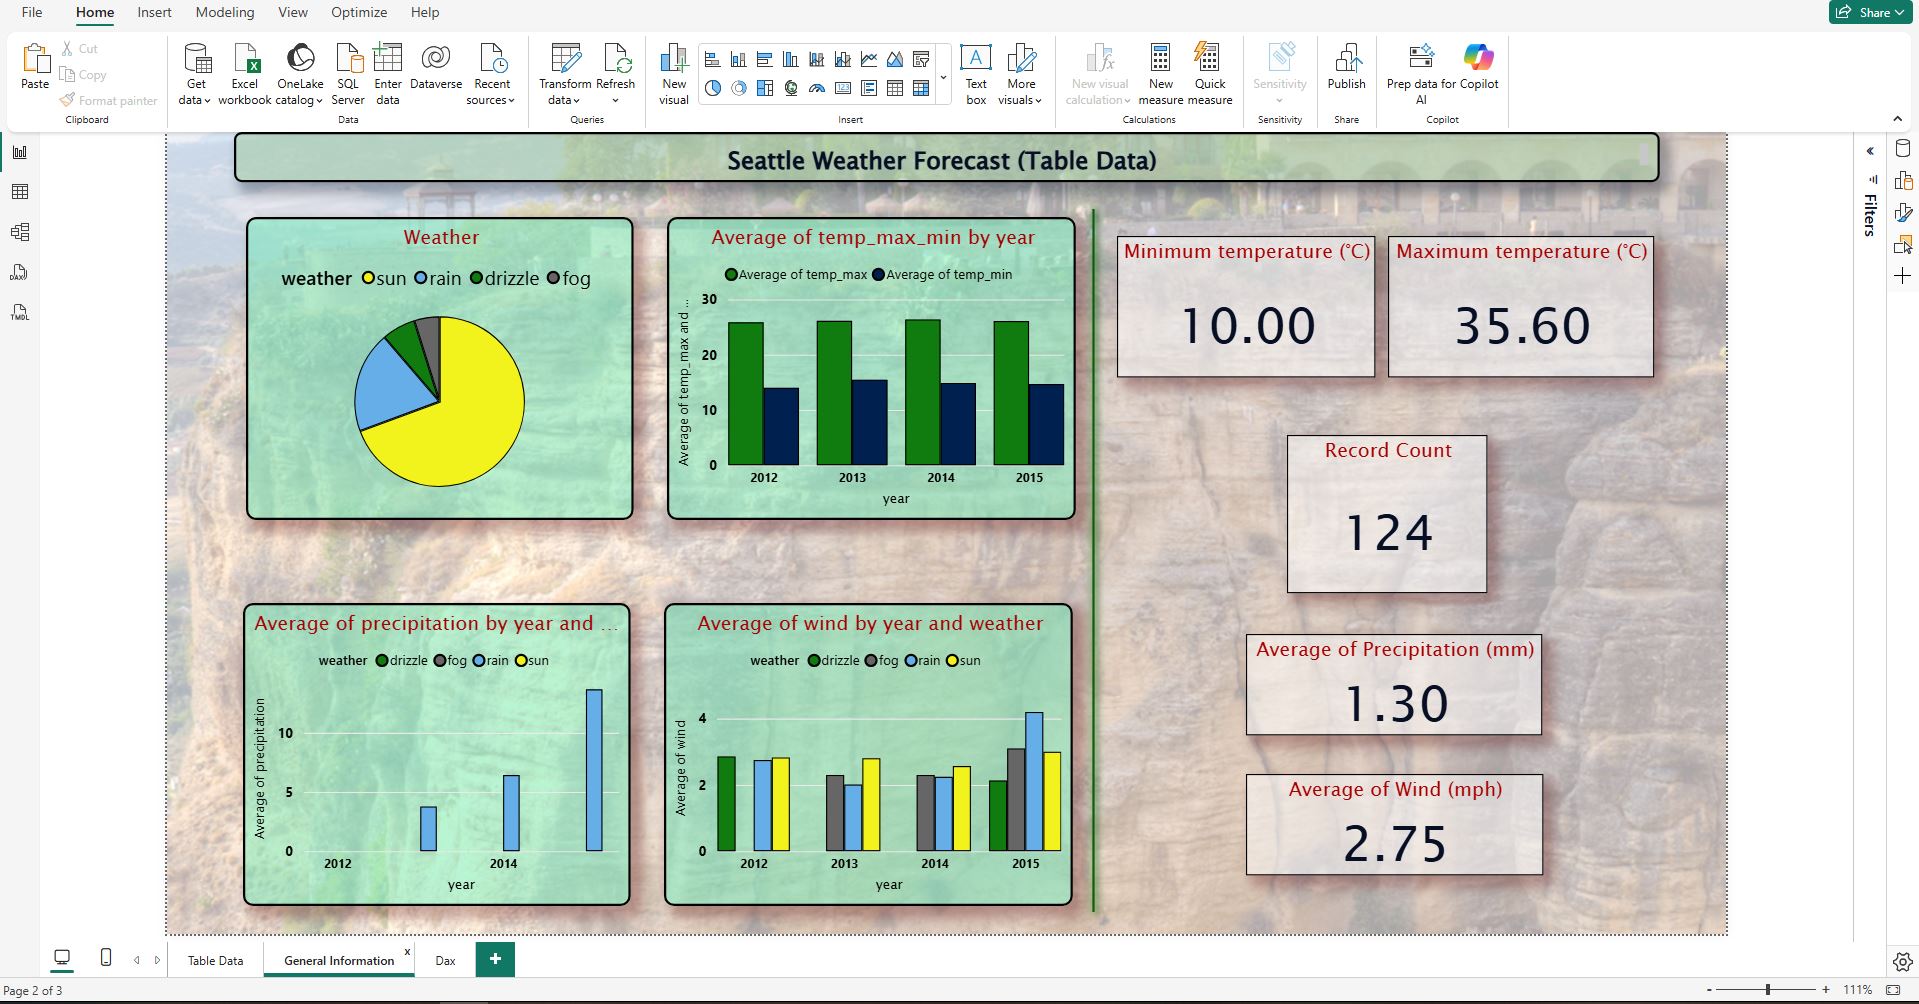 File Home Insert Modeling View Optimize Help
Share
Paste
Cut
Copy
Format painter
Clipboard
Get data
Excel workbook
OneLake catalog
SQL Server
Enter data
Dataverse
Recent sources
Data
Transform data
Refresh
Queries
New visual
Text box
More visuals
Insert
New visual calculation
New measure
Quick measure
Calculations
Sensitivity
Sensitivity
Publish
Share
Prep data for AI
Copilot
Copilot
DAX
TMDL
Filters
Seattle Weather Forecast (Table Data)
Weather
weather sun rain drizzle fog
Average of temp_max_min by year
Average of temp_max Average of temp_min
Average of temp_max and ...
30
20
10
0
2012 2013 2014 2015
year
Minimum temperature (°C)
10.00
Maximum temperature (°C)
35.60
Record Count
124
Average of precipitation by year and ...
weather drizzle fog rain sun
Average of precipitation
10
5
0
2012 2014
year
Average of wind by year and weather
weather drizzle fog rain sun
Average of wind
4
2
0
2012 2013 2014 2015
year
Average of Precipitation (mm)
1.30
Average of Wind (mph)
2.75
Table Data General Information x Dax +
Page 2 of 3
- + 111%